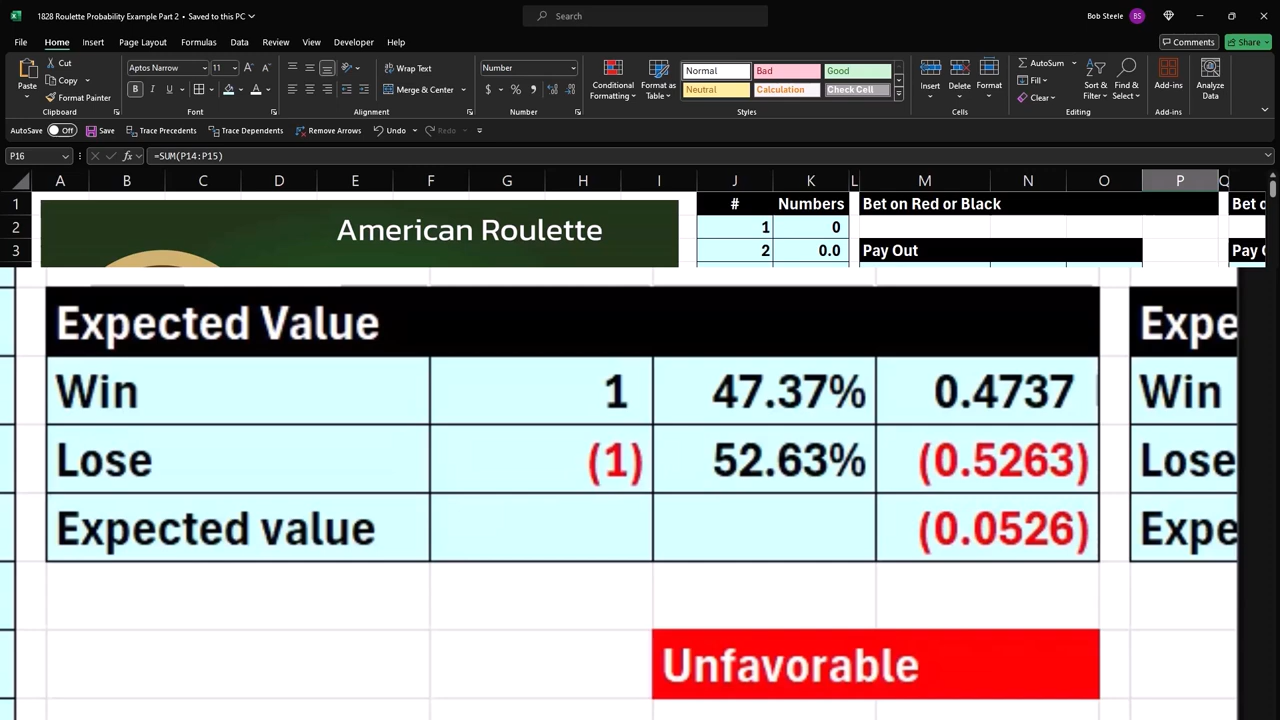 1828 Roulette Probability Example Part 2 • Saved to this PC
Search
Bob Steele
BS
File Home Insert Page Layout Formulas Data Review View Developer Help
Comments
Share
Paste
Cut
Copy
Format Painter
Clipboard
Aptos Narrow
11
B I U
Font
Wrap Text
Merge & Center
Alignment
Number
Number
Conditional Formatting
Format as Table
Normal Bad Good
Neutral Calculation Check Cell
Styles
Insert Delete Format
Cells
AutoSum
Fill
Clear
Sort & Filter
Find & Select
Editing
Add-ins
Add-ins
Analyze Data
AutoSave Off Save Trace Precedents Trace Dependents Remove Arrows Undo Redo
P16
fx
=SUM(P14:P15)
A B C D E F G H I J K L M N O P Q
1 # Numbers Bet on Red or Black Bet o
American Roulette
2 1 0
3 2 0.0 Pay Out Pay O
Expected Value Expe
Win 1 47.37% 0.4737 Win
Lose (1) 52.63% (0.5263) Lose
Expected value (0.0526) Expe
Unfavorable